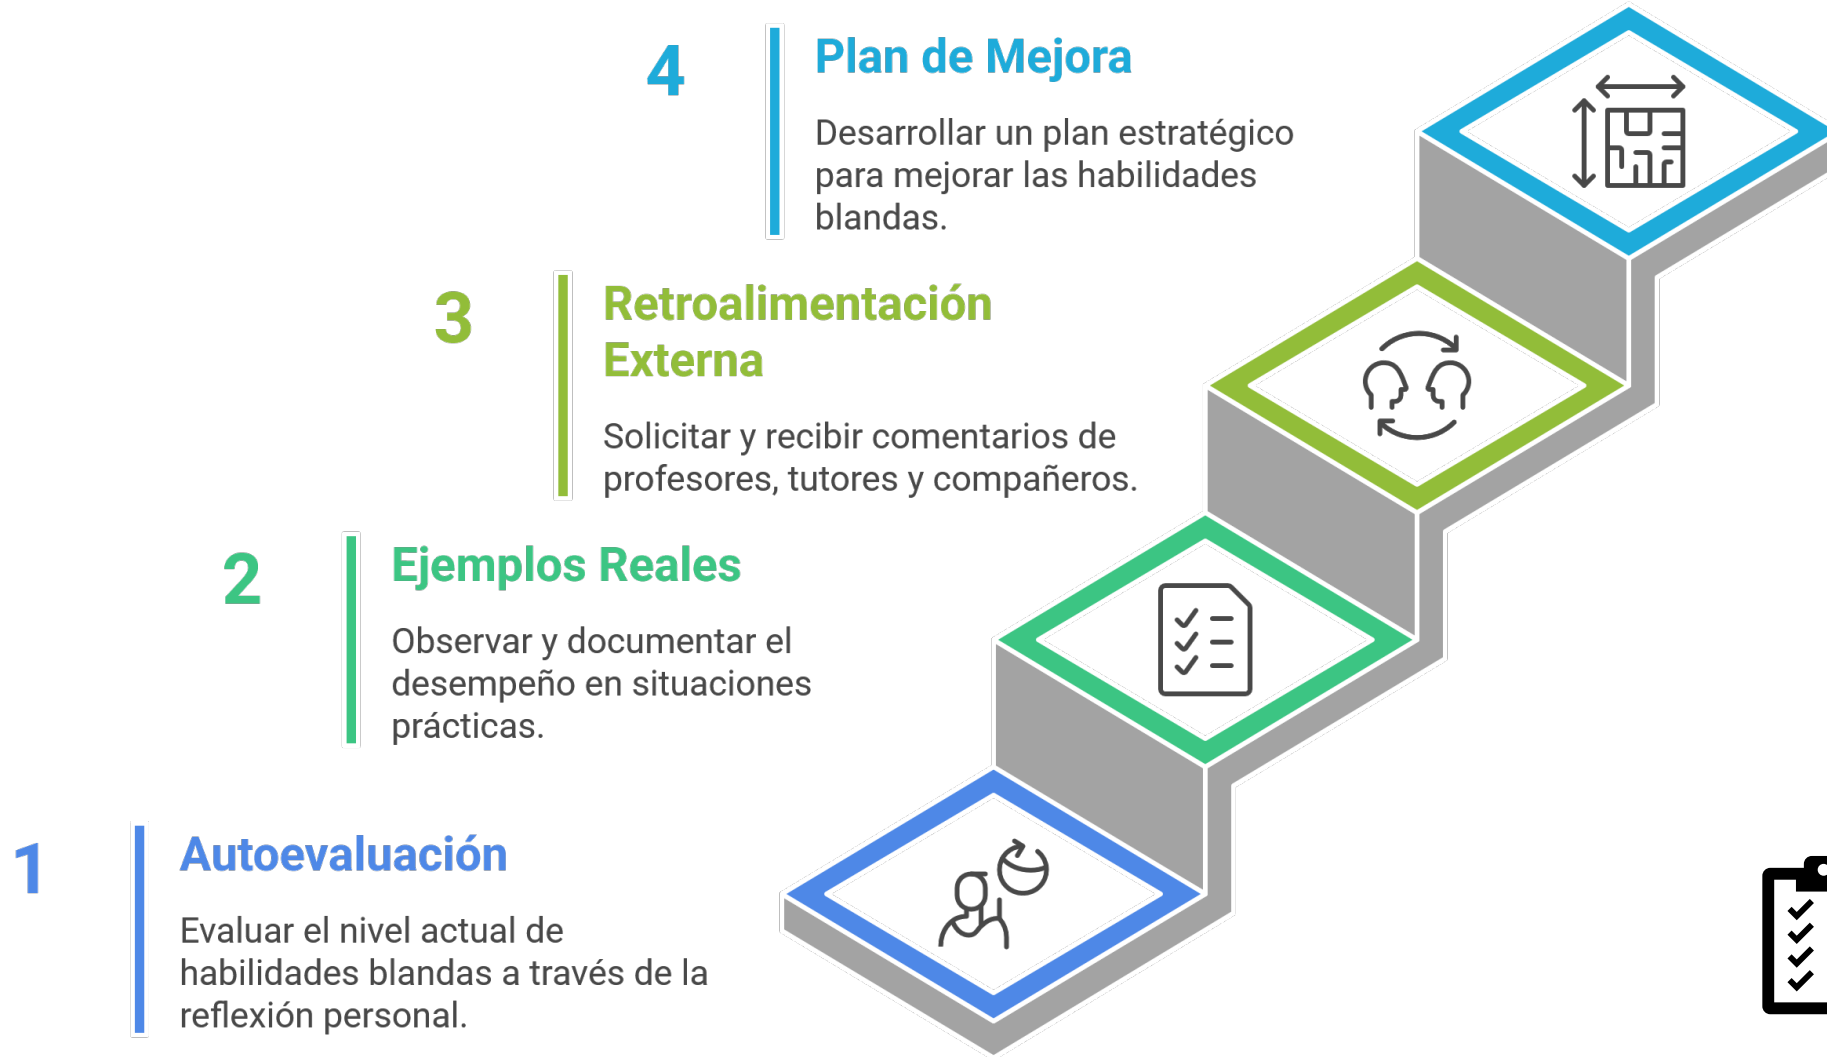 4
Plan de Mejora
Desarrollar un plan estratégico
para mejorar las habilidades
blandas.
3
Retroalimentación
Externa
Solicitar y recibir comentarios de
profesores, tutores y compañeros.
2
Ejemplos Reales
Observar y documentar el
desempeño en situaciones
prácticas.
1
Autoevaluación
Evaluar el nivel actual de
habilidades blandas a través de la
reflexión personal.